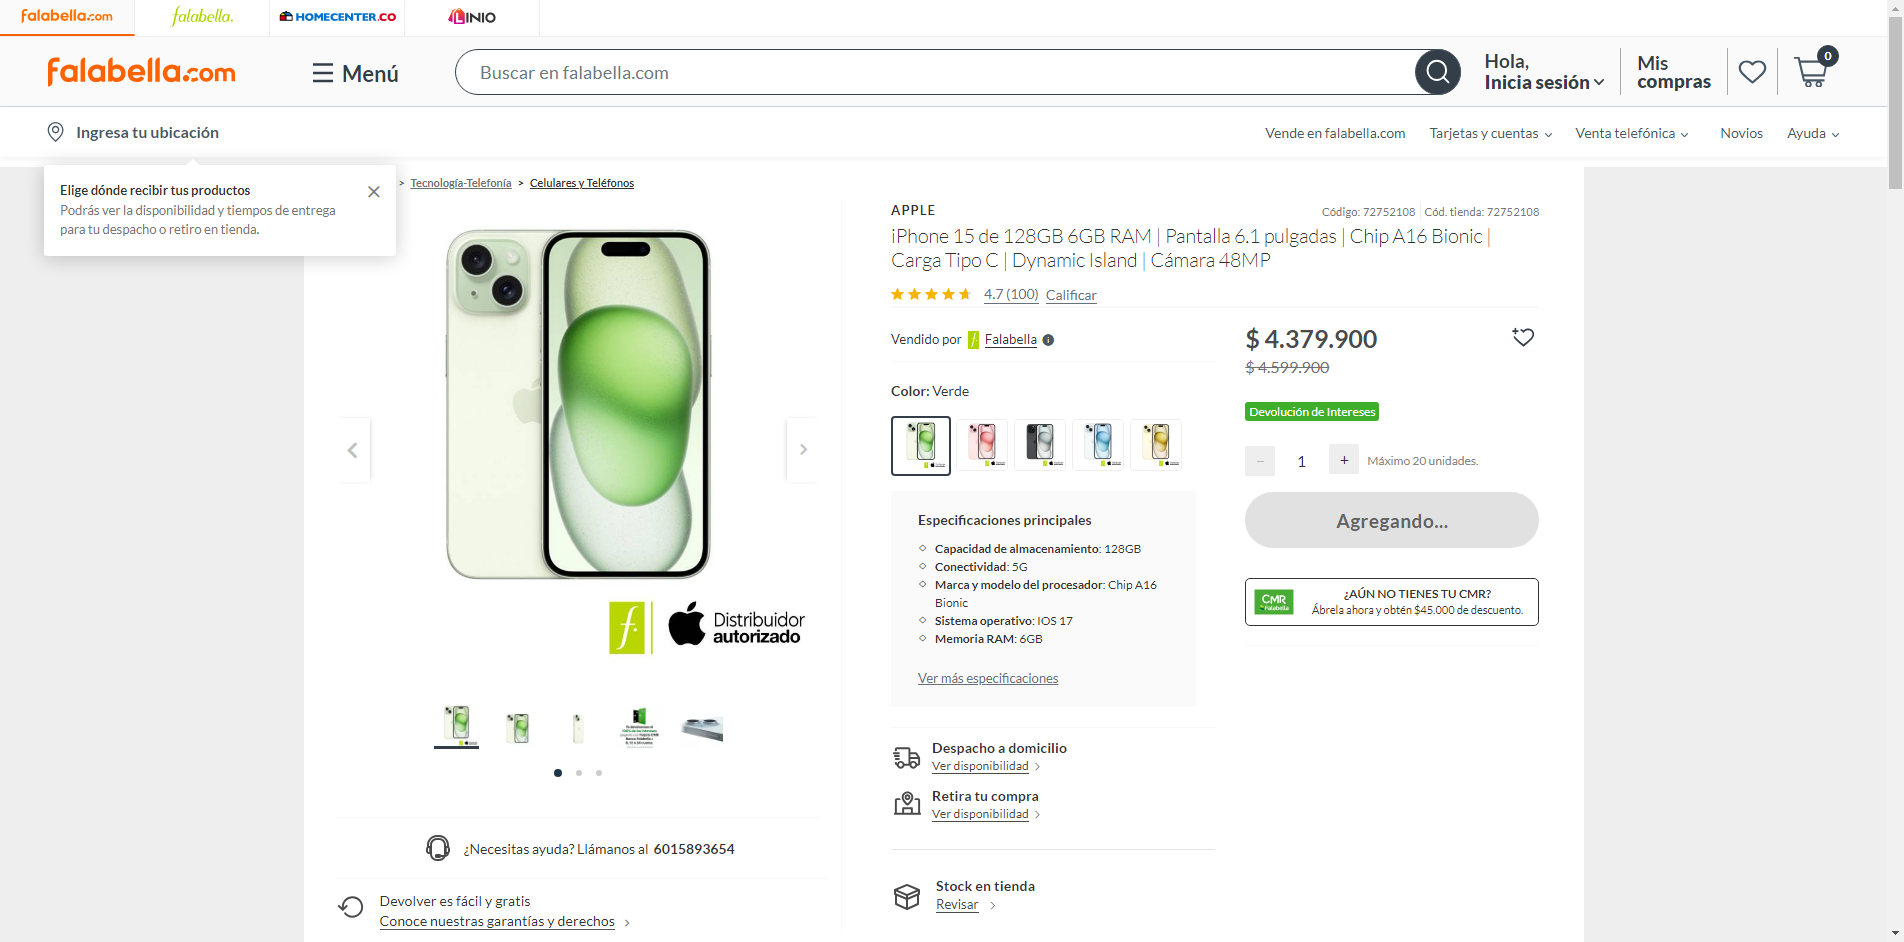 falabella.com
falabella.
HOMECENTER.CO
LINIO
falabella.com
Menú
Buscar en falabella.com
Hola,
Inicia sesión
Mis
compras
0
Ingresa tu ubicación
Vende en falabella.com
Tarjetas y cuentas
Venta telefónica
Novios
Ayuda
Elige dónde recibir tus productos
Podrás ver la disponibilidad y tiempos de entrega
para tu despacho o retiro en tienda.
> Tecnología-Telefonía > Celulares y Teléfonos
APPLE
Código: 72752108 Cód. tienda: 72752108
iPhone 15 de 128GB 6GB RAM | Pantalla 6.1 pulgadas | Chip A16 Bionic |
Carga Tipo C | Dynamic Island | Cámara 48MP
4.7 (100) Calificar
Vendido por f. Falabella
$ 4.379.900
$ 4.599.900
Color: Verde
Devolución de Intereses
− 1 + Máximo 20 unidades.
Agregando...
Especificaciones principales
Capacidad de almacenamiento: 128GB
Conectividad: 5G
Marca y modelo del procesador: Chip A16
Bionic
Sistema operativo: IOS 17
Memoria RAM: 6GB
Ver más especificaciones
CMR
Falabella
¿AÚN NO TIENES TU CMR?
Ábrela ahora y obtén $45.000 de descuento.
f.
Distribuidor
autorizado
Despacho a domicilio
Ver disponibilidad
Retira tu compra
Ver disponibilidad
¿Necesitas ayuda? Llámanos al 6015893654
Stock en tienda
Revisar
Devolver es fácil y gratis
Conoce nuestras garantías y derechos